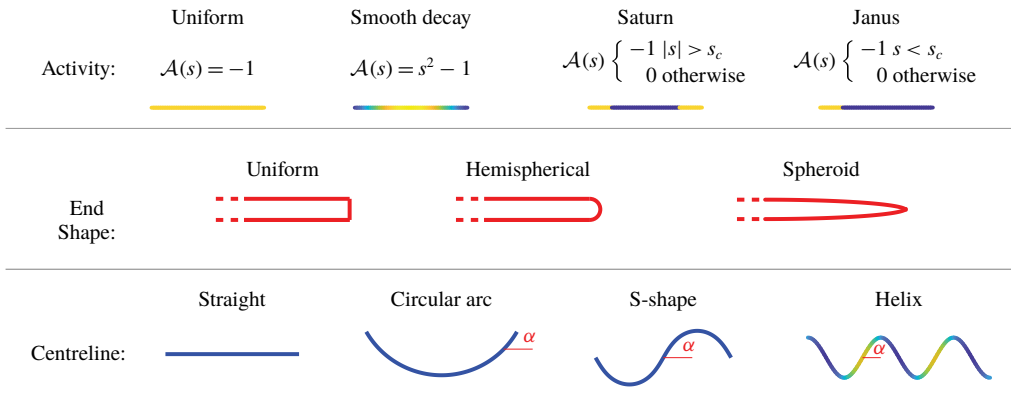 Uniform Smooth decay Saturn Janus
Activity: 𝒜(s) = −1 𝒜(s) = s² − 1 𝒜(s) { −1 |s| > s_c 𝒜(s) { −1 s < s_c
0 otherwise 0 otherwise
Uniform Hemispherical Spheroid
End
Shape:
Straight Circular arc S-shape Helix
Centreline: α α α